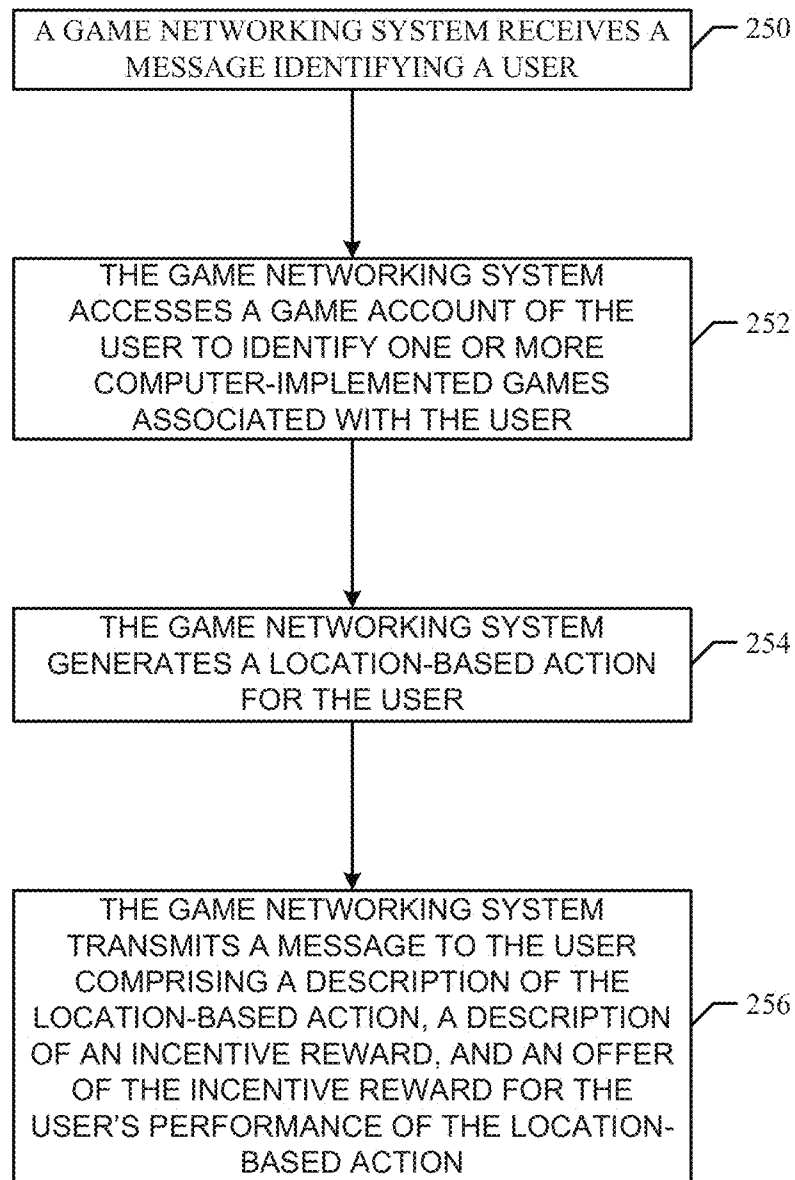 A GAME NETWORKING SYSTEM RECEIVES A
MESSAGE IDENTIFYING A USER
250
THE GAME NETWORKING SYSTEM
ACCESSES A GAME ACCOUNT OF THE
USER TO IDENTIFY ONE OR MORE
COMPUTER-IMPLEMENTED GAMES
ASSOCIATED WITH THE USER
252
THE GAME NETWORKING SYSTEM
GENERATES A LOCATION-BASED ACTION
FOR THE USER
254
THE GAME NETWORKING SYSTEM
TRANSMITS A MESSAGE TO THE USER
COMPRISING A DESCRIPTION OF THE
LOCATION-BASED ACTION, A DESCRIPTION
OF AN INCENTIVE REWARD, AND AN OFFER
OF THE INCENTIVE REWARD FOR THE
USER'S PERFORMANCE OF THE LOCATION-
BASED ACTION
256